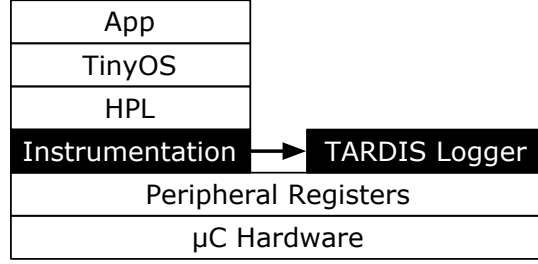 App
TinyOS
HPL
Instrumentation
TARDIS Logger
Peripheral Registers
µC Hardware